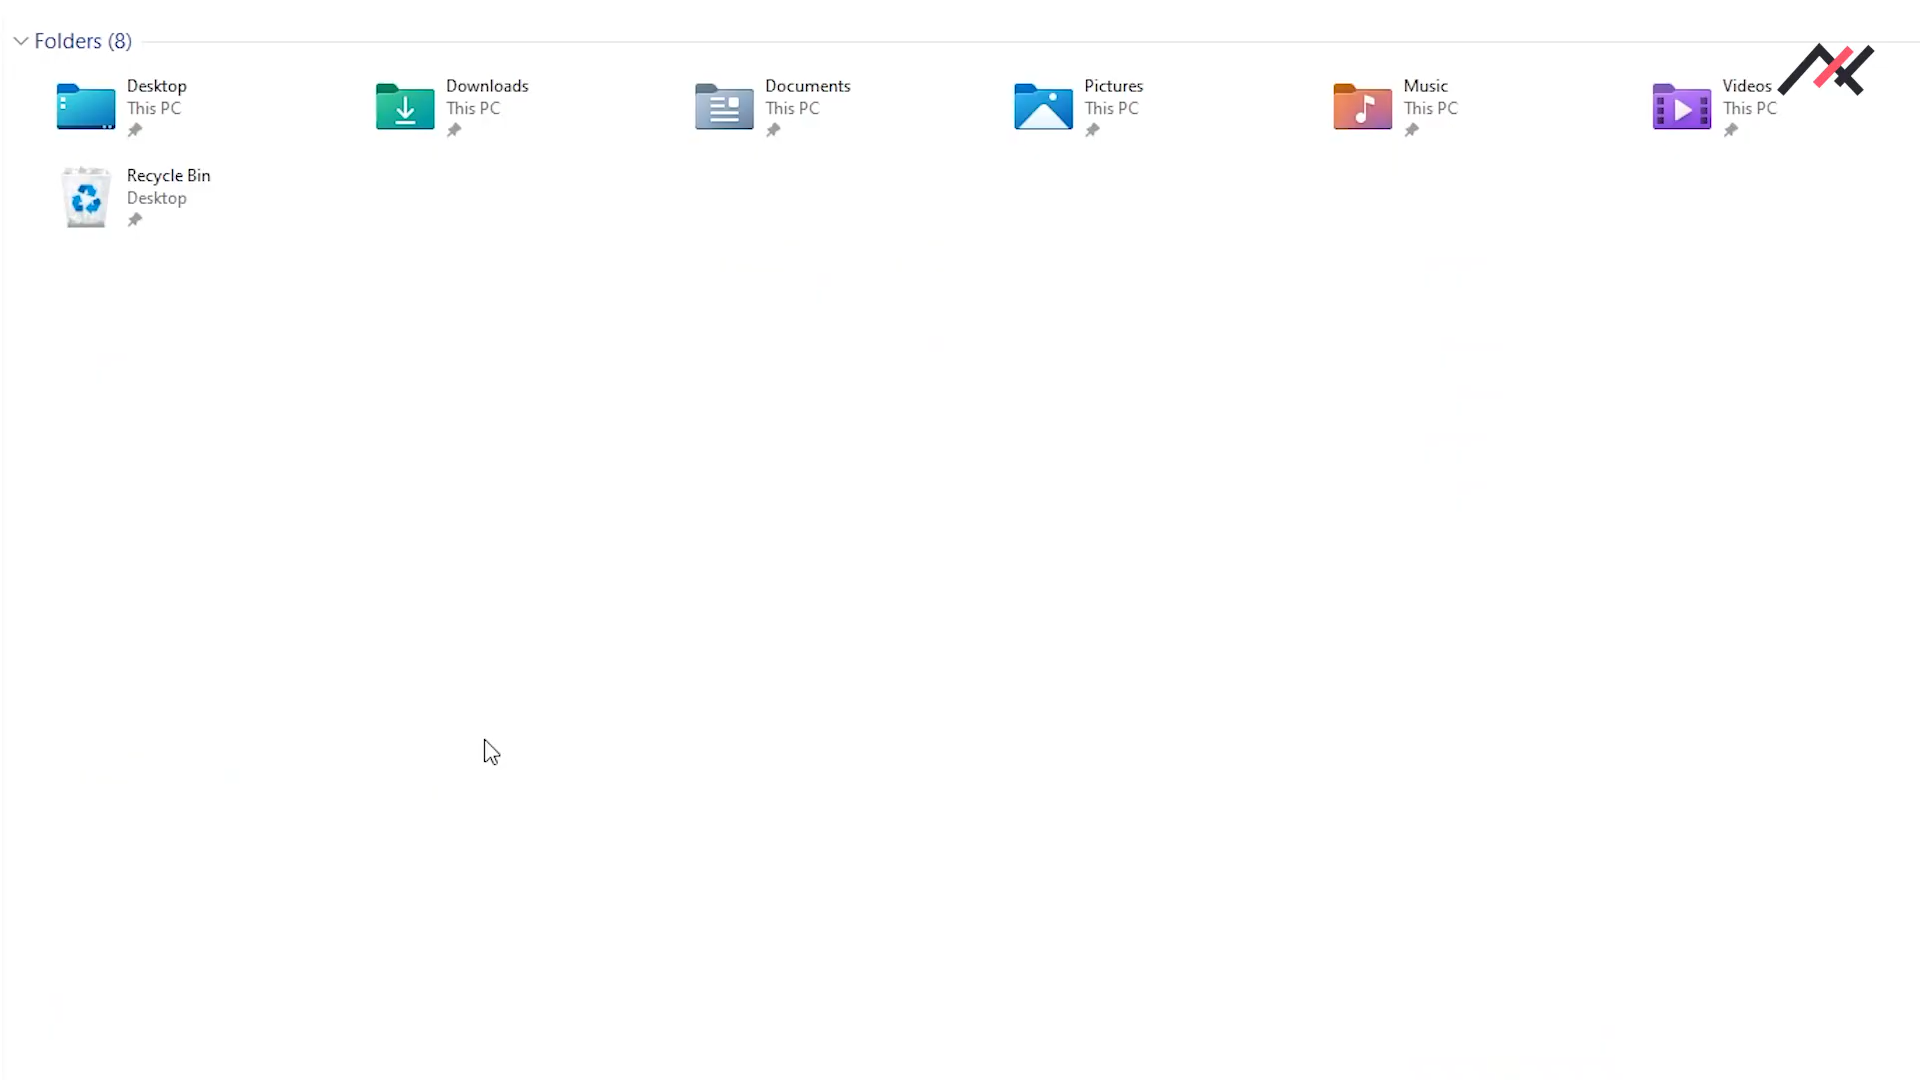 Folders (8)
Desktop
This PC
Downloads
This PC
Documents
This PC
Pictures
This PC
Music
This PC
Videos
This PC
Recycle Bin
Desktop